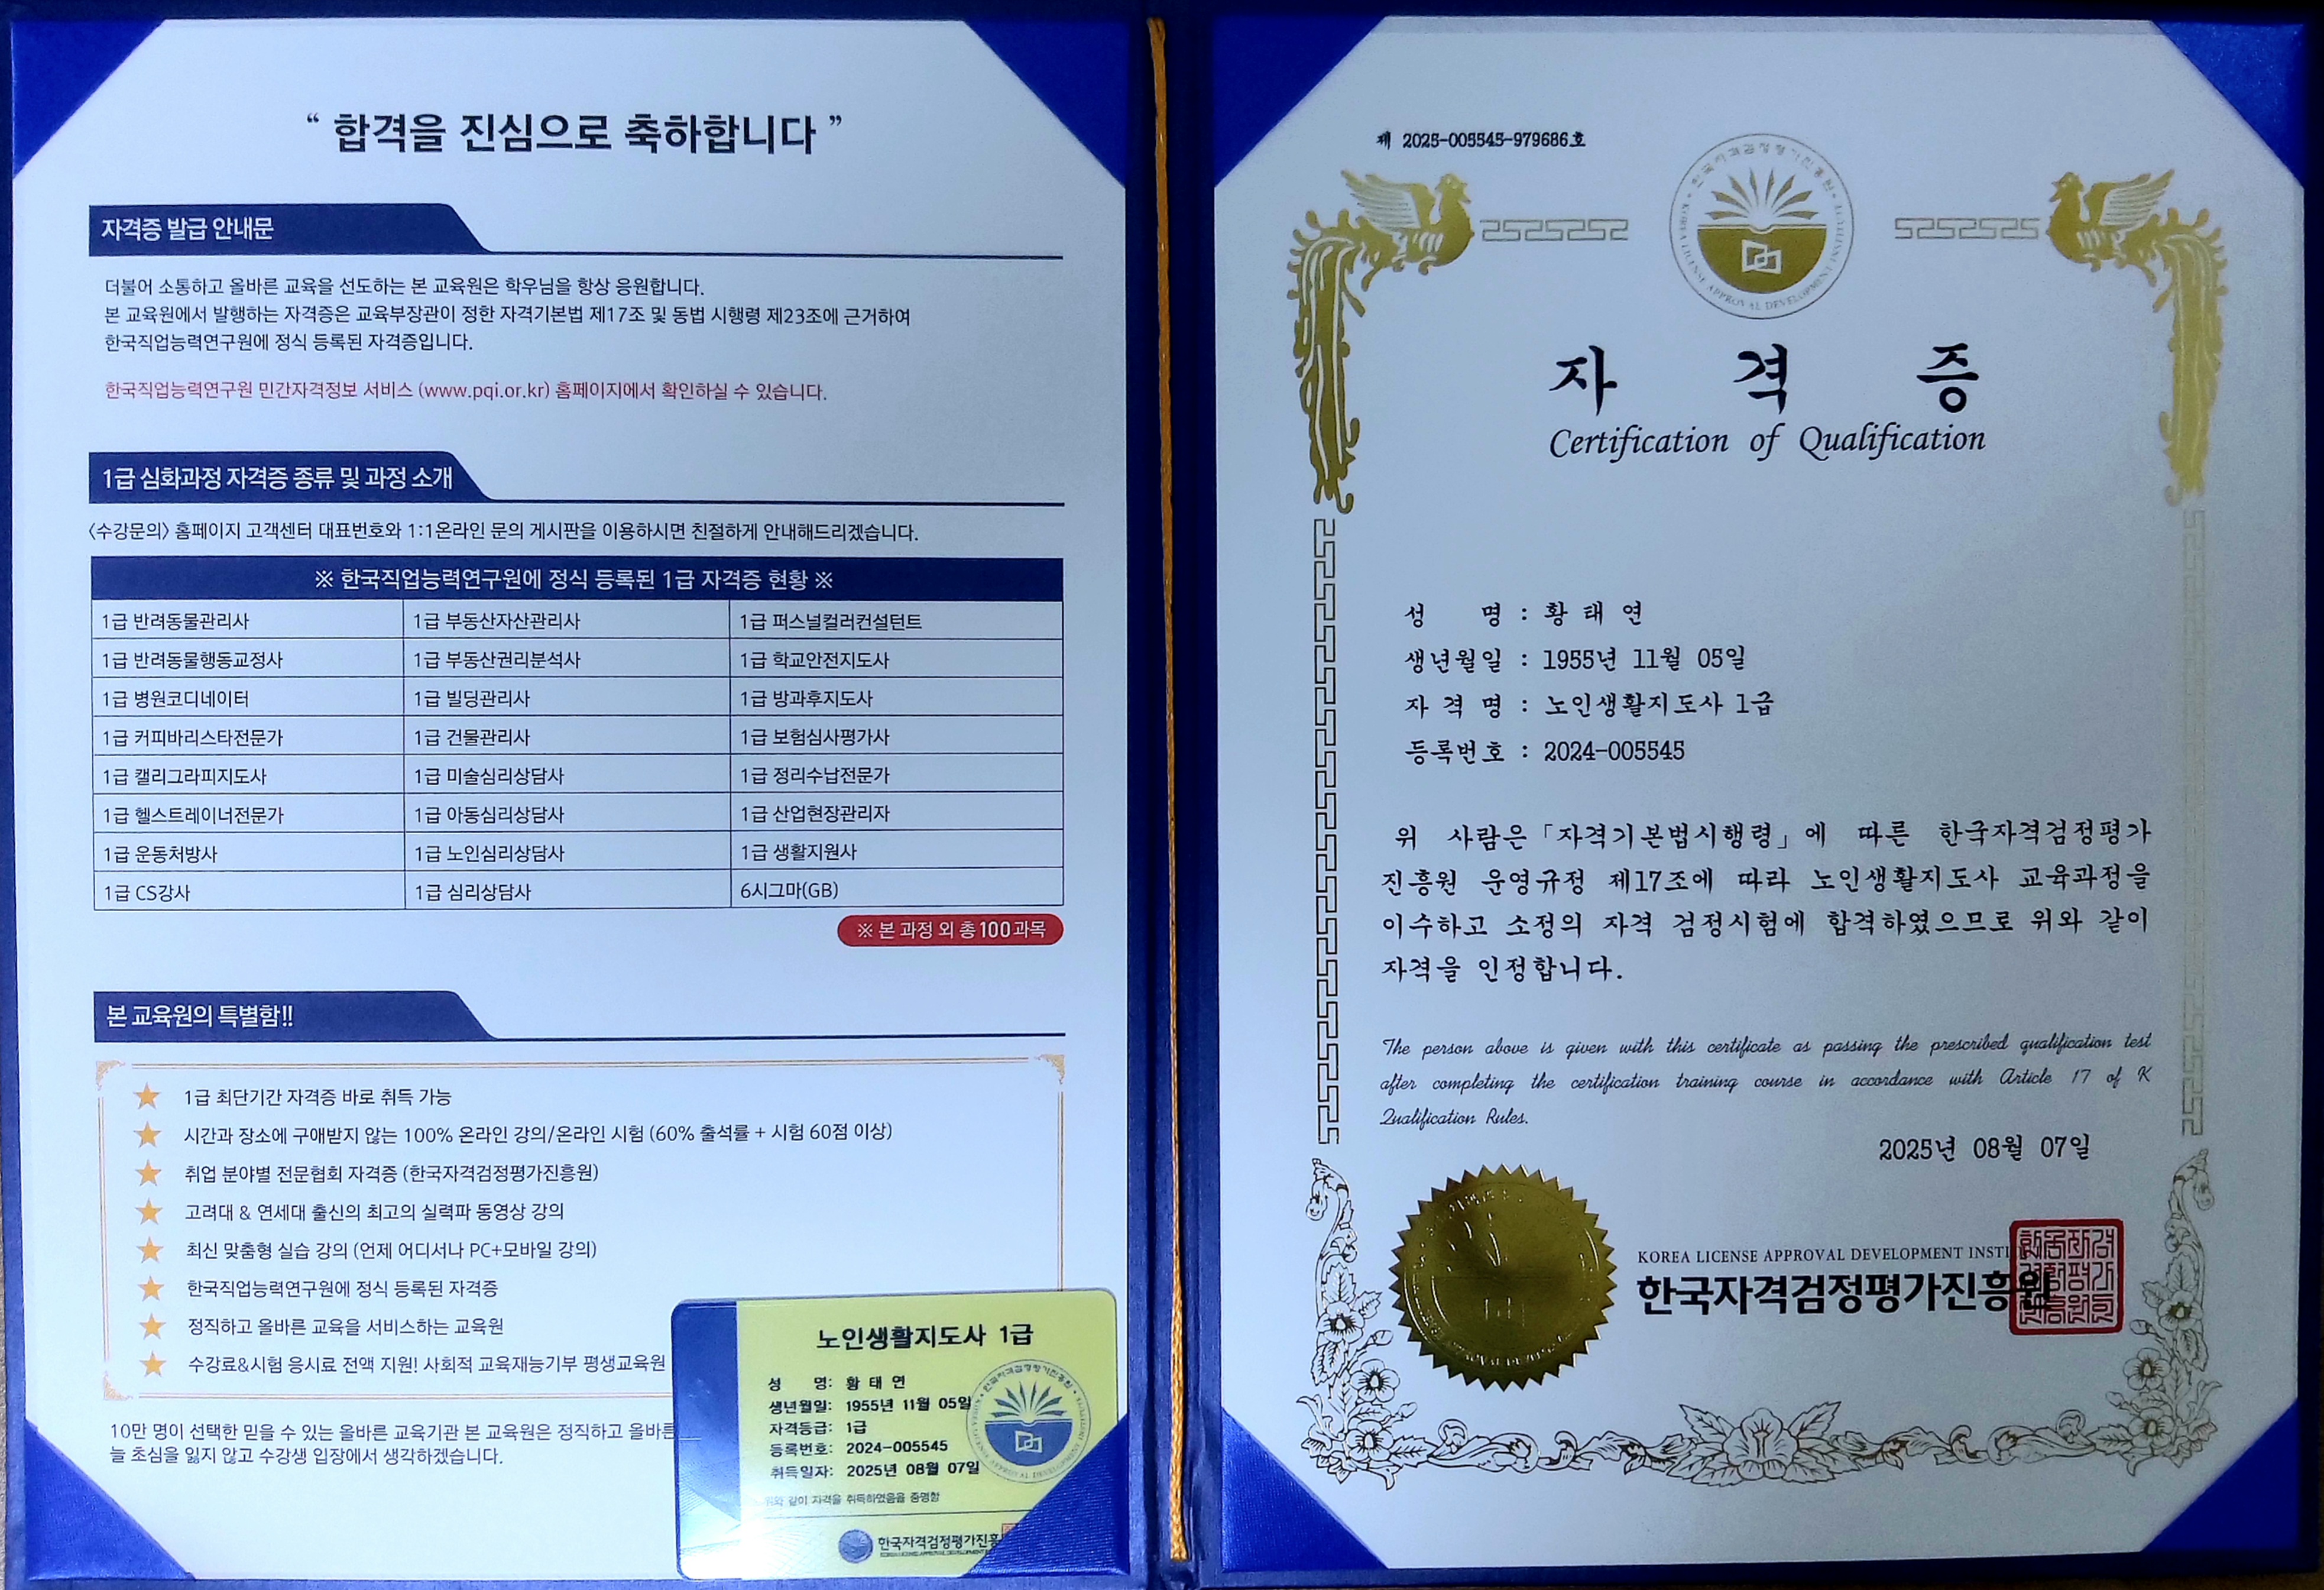 “ 합격을 진심으로 축하합니다 ”
자격증 발급 안내문
더불어 소통하고 올바른 교육을 선도하는 본 교육원은 학우님을 항상 응원합니다.
본 교육원에서 발행하는 자격증은 교육부장관이 정한 자격기본법 제17조 및 동법 시행령 제23조에 근거하여
한국직업능력연구원에 정식 등록된 자격증입니다.
한국직업능력연구원 민간자격정보 서비스 (www.pqi.or.kr) 홈페이지에서 확인하실 수 있습니다.
1급 심화과정 자격증 종류 및 과정 소개
<수강문의> 홈페이지 고객센터 대표번호와 1:1온라인 문의 게시판을 이용하시면 친절하게 안내해드리겠습니다.
※ 한국직업능력연구원에 정식 등록된 1급 자격증 현황 ※
1급 반려동물관리사 1급 부동산자산관리사 1급 퍼스널컬러컨설턴트
1급 반려동물행동교정사 1급 부동산권리분석사 1급 학교안전지도사
1급 병원코디네이터 1급 빌딩관리사 1급 방과후지도사
1급 커피바리스타전문가 1급 건물관리사 1급 보험심사평가사
1급 캘리그라피지도사 1급 미술심리상담사 1급 정리수납전문가
1급 헬스트레이너전문가 1급 아동심리상담사 1급 산업현장관리자
1급 운동처방사 1급 노인심리상담사 1급 생활지원사
1급 CS강사 1급 심리상담사 6시그마(GB)
※ 본 과정 외 총 100과목
본 교육원의 특별함!!
1급 최단기간 자격증 바로 취득 가능
시간과 장소에 구애받지 않는 100% 온라인 강의/온라인 시험 (60% 출석률 + 시험 60점 이상)
취업 분야별 전문협회 자격증 (한국자격검정평가진흥원)
고려대 & 연세대 출신의 최고의 실력파 동영상 강의
최신 맞춤형 실습 강의 (언제 어디서나 PC+모바일 강의)
한국직업능력연구원에 정식 등록된 자격증
정직하고 올바른 교육을 서비스하는 교육원
수강료&시험 응시료 전액 지원! 사회적 교육재능기부 평생교육원
10만 명이 선택한 믿을 수 있는 올바른 교육기관 본 교육원은 정직하고 올바른
늘 초심을 잃지 않고 수강생 입장에서 생각하겠습니다.
노인생활지도사 1급
성 명: 황 태 연
생년월일: 1955년 11월 05일
자격등급: 1급
등록번호: 2024-005545
취득일자: 2025년 08월 07일
위와 같이 자격을 취득하였음을 증명함
한국자격검정평가진흥
제 2025-005545-979686호
한국자격검정평가진흥원
KOREA LICENSE APPROVAL DEVELOPMENT
자 격 증
Certification of Qualification
성 명 : 황 태 연
생년월일 : 1955년 11월 05일
자 격 명 : 노인생활지도사 1급
등록번호 : 2024-005545
위 사람은 「자격기본법시행령」에 따른 한국자격검정평가
진흥원 운영규정 제17조에 따라 노인생활지도사 교육과정을
이수하고 소정의 자격 검정시험에 합격하였으므로 위와 같이
자격을 인정합니다.
The person above is given with this certificate as passing the prescribed qualification test
after completing the certification training course in accordance with Article 17 of K
Qualification Rules.
2025년 08월 07일
KOREA LICENSE APPROVAL DEVELOPMENT INSTI
한국자격검정평가진흥원